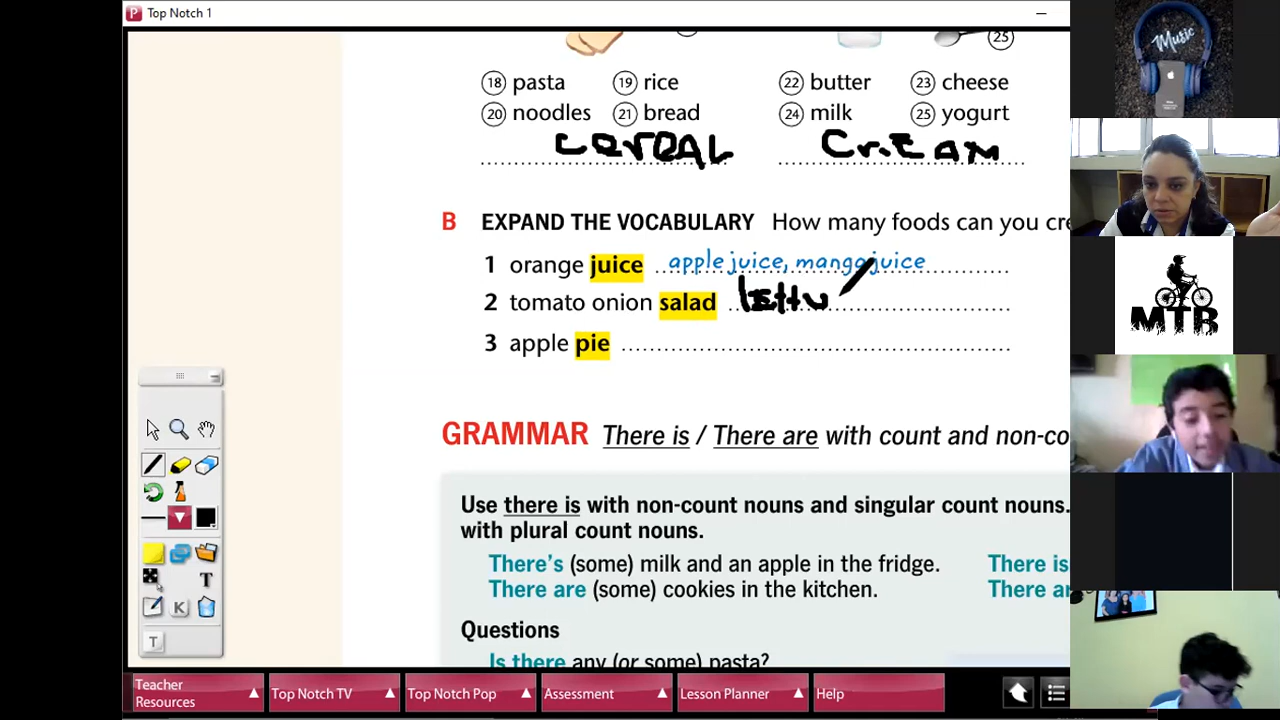 Top Notch 1
25
18 pasta 19 rice 22 butter 23 cheese
20 noodles 21 bread 24 milk 25 yogurt
CEREAL CrEAM
B EXPAND THE VOCABULARY How many foods can you cre
1 orange juice apple juice, mango juice
2 tomato onion salad lettu
3 apple pie
GRAMMAR There is / There are with count and non-co
Use there is with non-count nouns and singular count nouns.
with plural count nouns.
There's (some) milk and an apple in the fridge. There is
There are (some) cookies in the kitchen. There ar
Questions
Is there any (or some) pasta?
T
K
T
Teacher Resources Top Notch TV Top Notch Pop Assessment Lesson Planner Help
Music
MTB